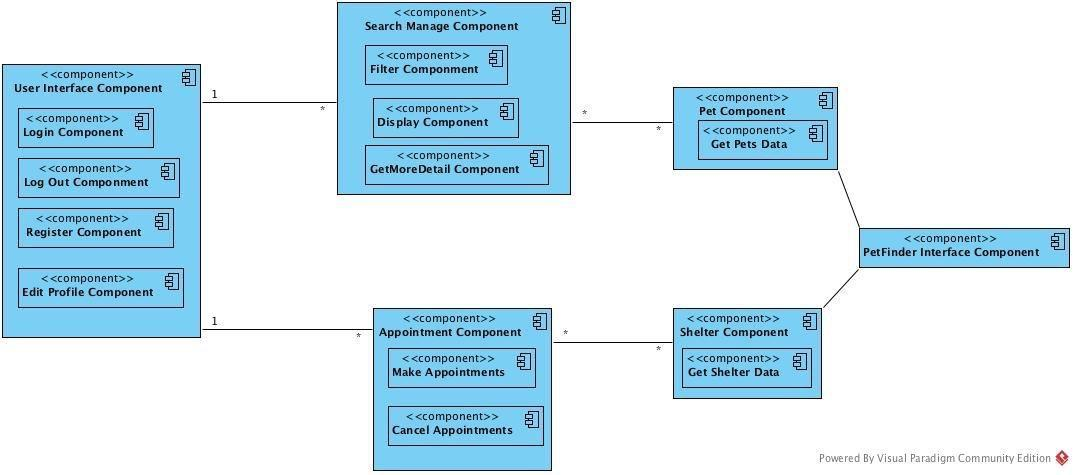 <<component>>
User Interface Component
<<component>>
Login Component
<<component>>
Log Out Componment
<<component>>
Register Component
<<component>>
Edit Profile Component
1
*
1
*
<<component>>
Search Manage Component
<<component>>
Filter Componment
<<component>>
Display Component
<<component>>
GetMoreDetail Component
*
*
<<component>>
Appointment Component
<<component>>
Make Appointments
<<component>>
Cancel Appointments
*
*
<<component>>
Pet Component
<<component>>
Get Pets Data
<<component>>
Shelter Component
<<component>>
Get Shelter Data
<<component>>
PetFinder Interface Component
Powered By Visual Paradigm Community Edition